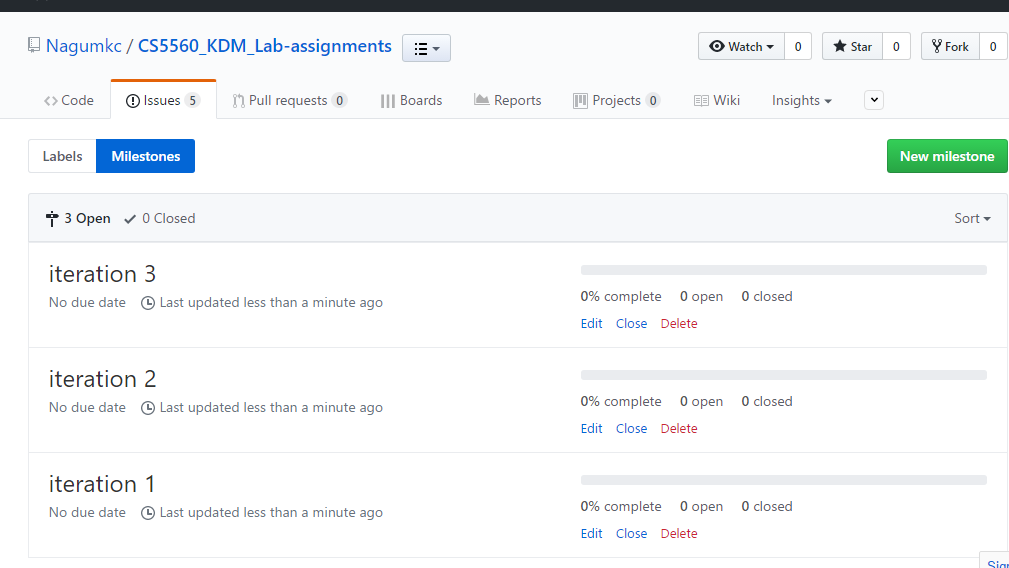 Nagumkc / CS5560_KDM_Lab-assignments Watch 0 Star 0 Fork 0
Code Issues 5 Pull requests 0 Boards Reports Projects 0 Wiki Insights
Labels Milestones New milestone
3 Open 0 Closed Sort
iteration 3
No due date Last updated less than a minute ago
0% complete 0 open 0 closed
Edit Close Delete
iteration 2
No due date Last updated less than a minute ago
0% complete 0 open 0 closed
Edit Close Delete
iteration 1
No due date Last updated less than a minute ago
0% complete 0 open 0 closed
Edit Close Delete